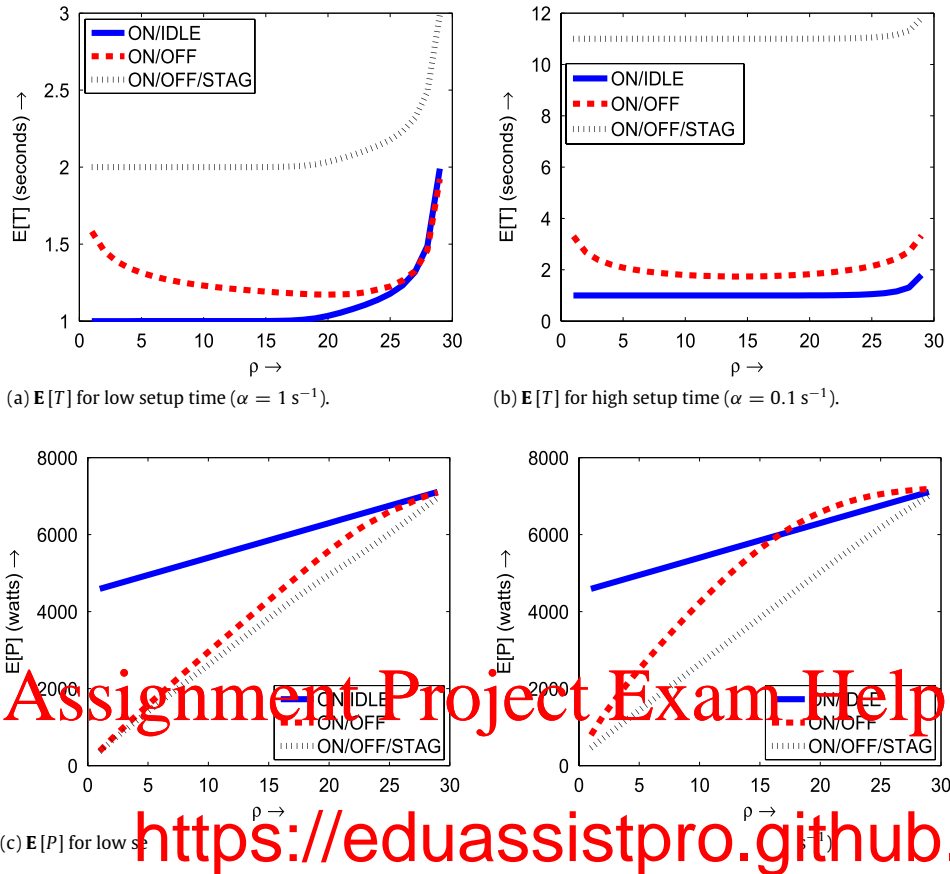 3
2.5
2
1.5
1
E[T] (seconds) →
ON/IDLE
ON/OFF
ON/OFF/STAG
0 5 10 15 20 25 30
ρ →
(a) E [T] for low setup time (α = 1 s⁻¹).
12
10
8
6
4
2
0
E[T] (seconds) →
ON/IDLE
ON/OFF
ON/OFF/STAG
0 5 10 15 20 25 30
ρ →
(b) E [T] for high setup time (α = 0.1 s⁻¹).
8000
6000
4000
2000
0
E[P] (watts) →
ON/IDLE
ON/OFF
ON/OFF/STAG
0 5 10 15 20 25 30
ρ →
8000
6000
4000
2000
0
E[P] (watts) →
ON/IDLE
ON/OFF
ON/OFF/STAG
0 5 10 15 20 25 30
ρ →
Assignment Project Exam Help
(c) E [P] for low se
s⁻¹).
https://eduassistpro.github.